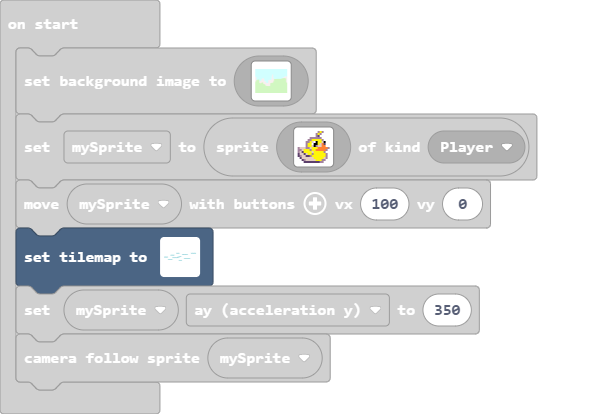 on start
set background image to
set mySprite to sprite of kind Player
move mySprite with buttons vx 100 vy 0
set tilemap to
set mySprite ay (acceleration y) to 350
camera follow sprite mySprite